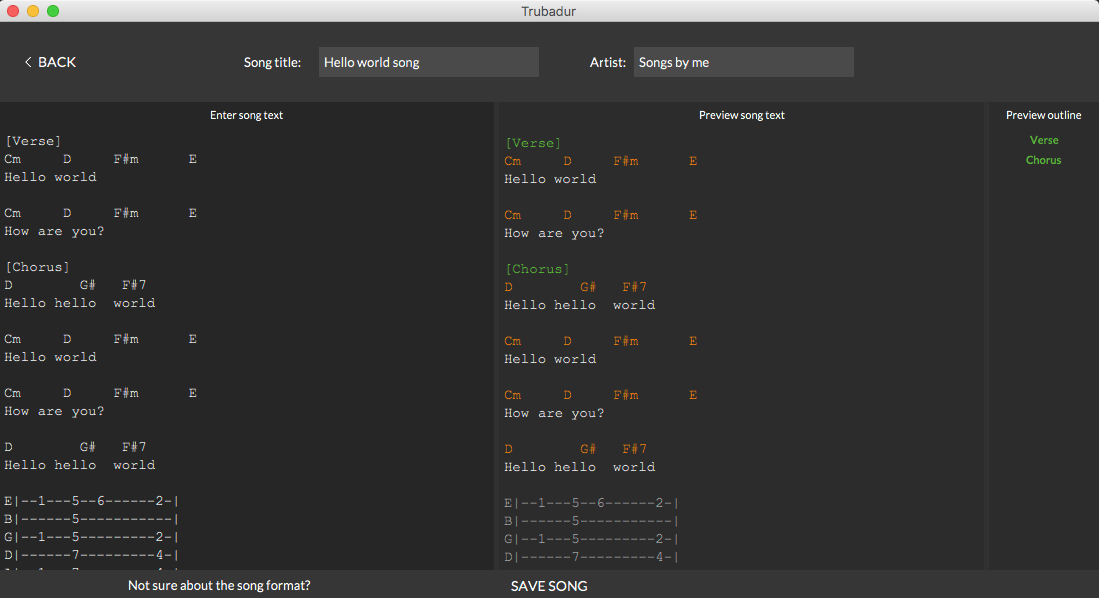 Trubadur
BACK
Song title:
Hello world song
Artist:
Songs by me
Enter song text
[Verse]
Cm     D     F#m      E
Hello world
Cm     D     F#m      E
How are you?
[Chorus]
D        G#   F#7
Hello hello  world
Cm     D     F#m      E
Hello world
Cm     D     F#m      E
How are you?
D        G#   F#7
Hello hello  world
E|--1---5--6------2-|
B|------5-----------|
G|--1---5---------2-|
D|------7---------4-|
Preview song text
[Verse]
Cm     D     F#m      E
Hello world
Cm     D     F#m      E
How are you?
[Chorus]
D        G#   F#7
Hello hello  world
Cm     D     F#m      E
Hello world
Cm     D     F#m      E
How are you?
D        G#   F#7
Hello hello  world
E|--1---5--6------2-|
B|------5-----------|
G|--1---5---------2-|
D|------7---------4-|
Preview outline
Verse
Chorus
Not sure about the song format?
SAVE SONG